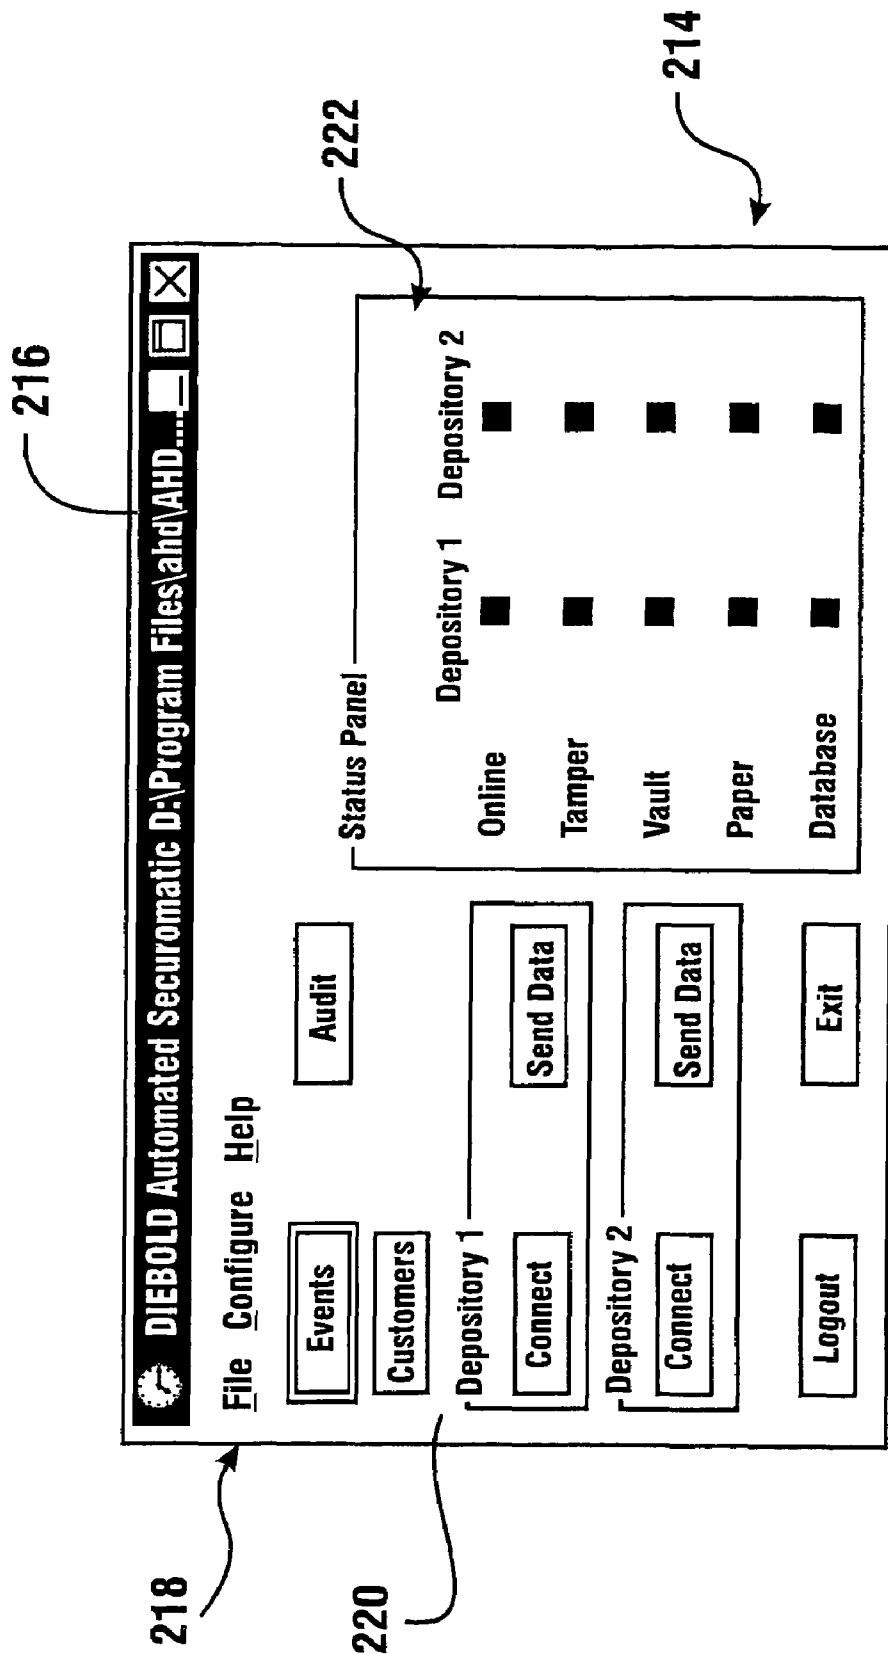 216
DIEBOLD Automated Securomatic D:\Program Files\ahd\AHD....
218
File Configure Help
222
Events
Audit
Customers
220
Depository 1
Connect
Send Data
Depository 2
Connect
Send Data
Logout
Exit
Status Panel
Depository 1 Depository 2
Online
Tamper
Vault
Paper
Database
214